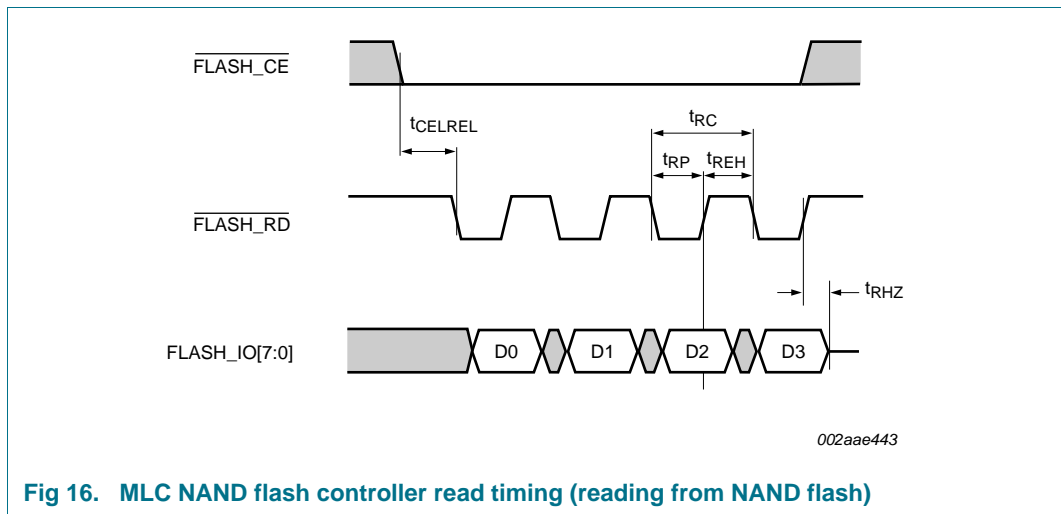 FLASH_CE
tCELREL
tRC
tRP tREH
FLASH_RD
tRHZ
FLASH_IO[7:0]
D0 D1 D2 D3
002aae443
Fig 16. MLC NAND flash controller read timing (reading from NAND flash)